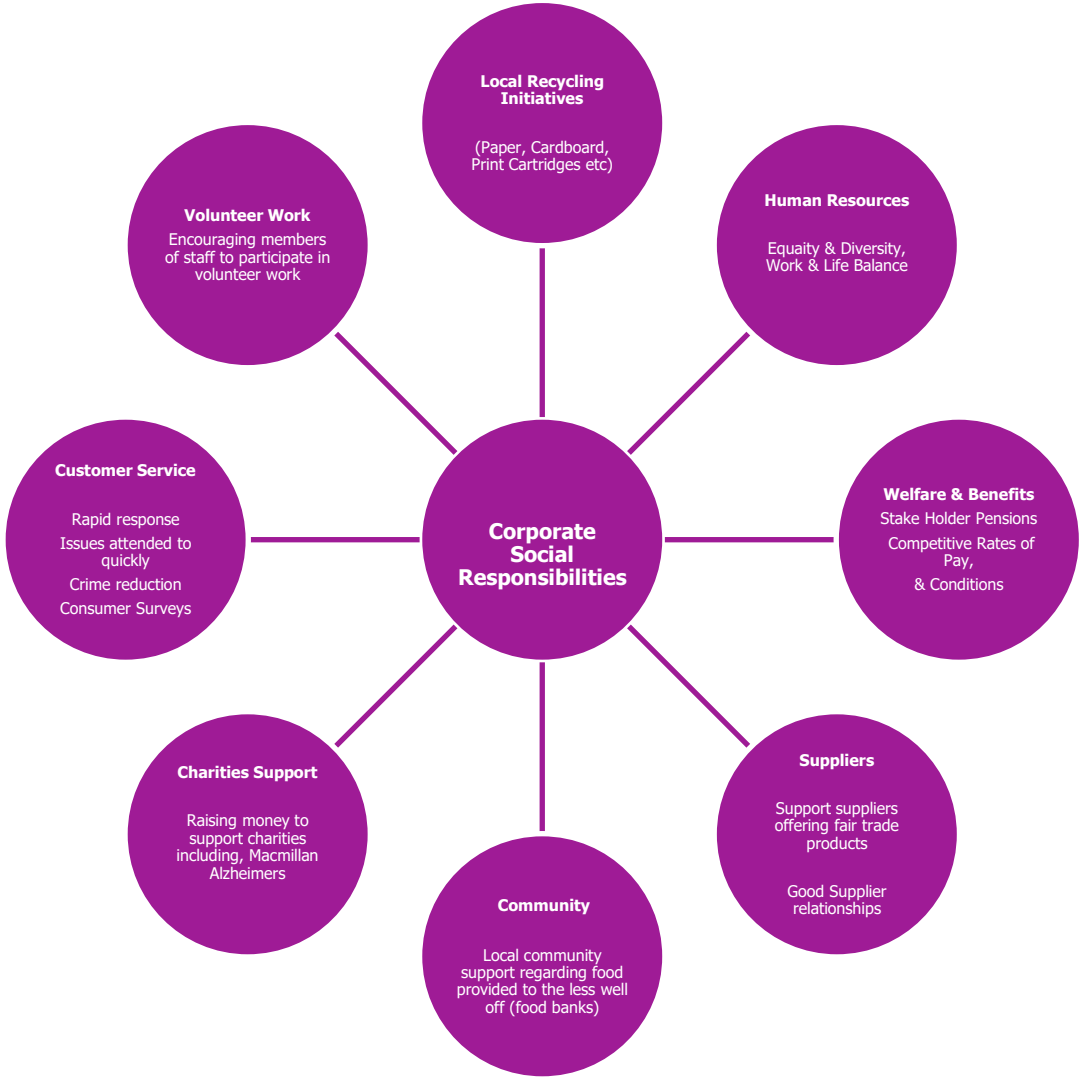 Local Recycling
Initiatives
(Paper, Cardboard,
Print Cartridges etc)
Human Resources
Equaity & Diversity,
Work & Life Balance
Welfare & Benefits
Stake Holder Pensions
Competitive Rates of
Pay,
& Conditions
Suppliers
Support suppliers
offering fair trade
products
Good Supplier
relationships
Community
Local community
support regarding food
provided to the less well
off (food banks)
Charities Support
Raising money to
support charities
including, Macmillan
Alzheimers
Customer Service
Rapid response
Issues attended to
quickly
Crime reduction
Consumer Surveys
Volunteer Work
Encouraging members
of staff to participate in
volunteer work
Corporate
Social
Responsibilities